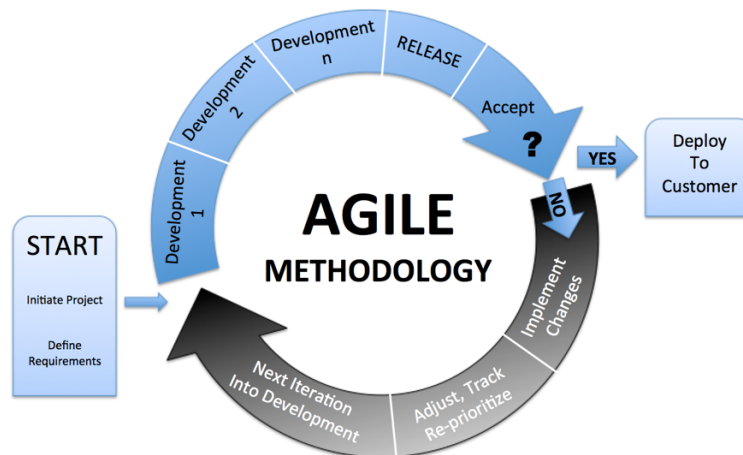 START
Initiate Project
Define
Requirements
Development
1
Development
2
Development
n
RELEASE
Accept
?
YES
Deploy
To
Customer
NO
Implement
Changes
Adjust, Track
Re-prioritize
Next Iteration
Into Development
AGILE
METHODOLOGY